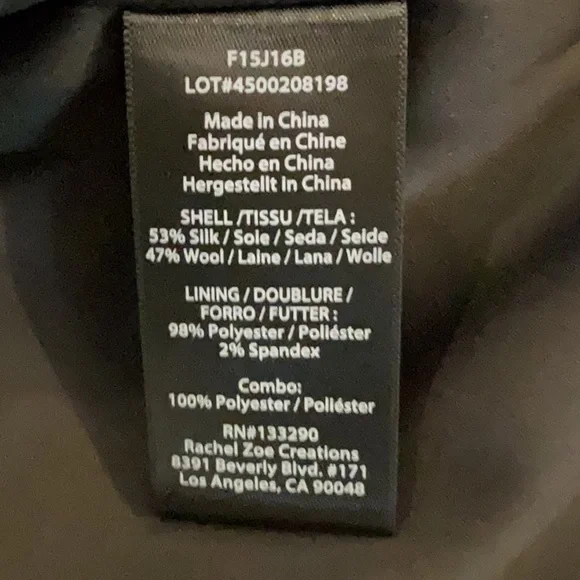 F15J16B
LOT#4500208198
Made in China
Fabriqué en Chine
Hecho en China
Hergestellt in China
SHELL /TISSU /TELA :
53% Silk / Soie / Seda / Seide
47% Wool / Laine / Lana / Wolle
LINING / DOUBLURE /
FORRO / FUTTER :
98% Polyester / Poliéster
2% Spandex
Combo:
100% Polyester / Poliéster
RN#133290
Rachel Zoe Creations
8391 Beverly Blvd. #171
Los Angeles, CA 90048